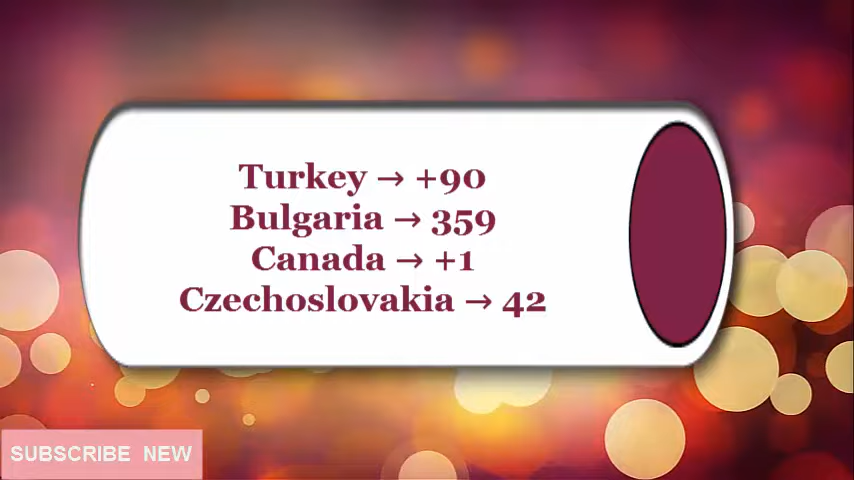 Turkey → +90
Bulgaria → 359
Canada → +1
Czechoslovakia → 42
SUBSCRIBE NEW